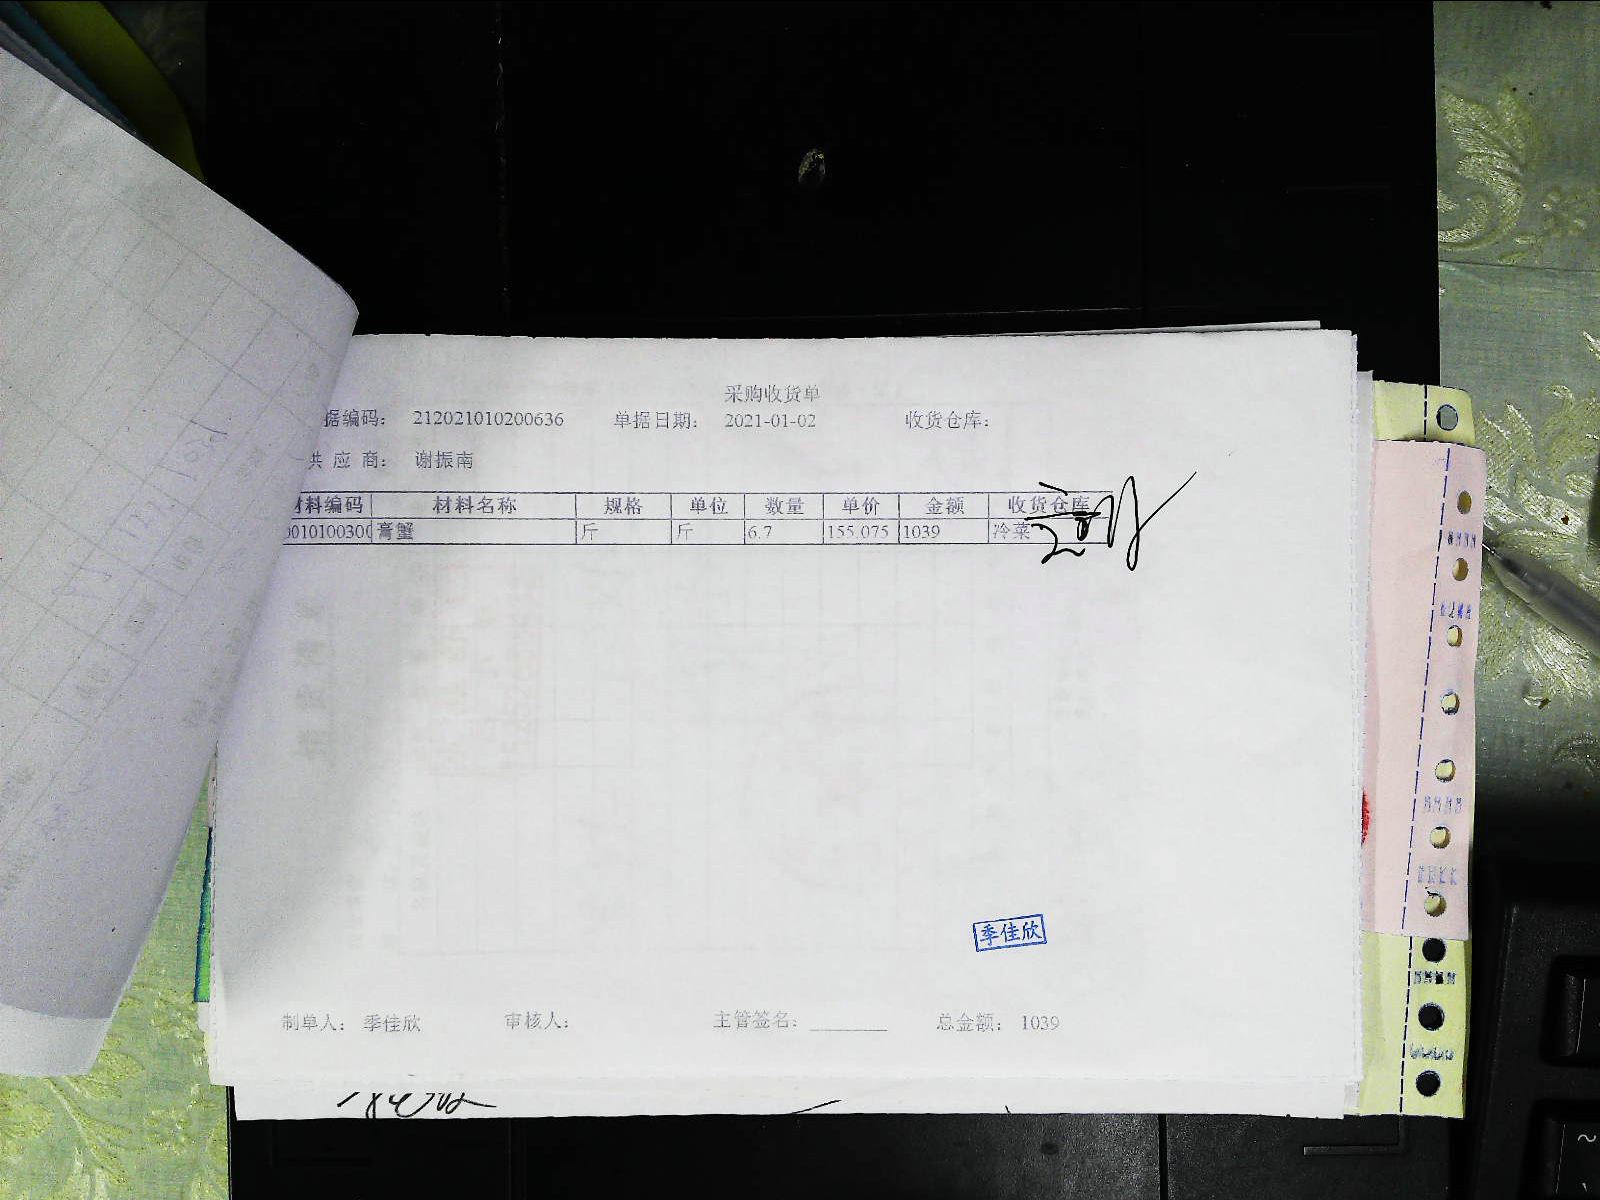 采购收货单
据编码： 212021010200636 单据日期： 2021-01-02 收货仓库：
供 应 商： 谢振南
材料编码 材料名称 规格 单位 数量 单价 金额 收货仓库
0010100300 膏蟹 斤 斤 6.7 155.075 1039 冷菜
季佳欣
制单人： 季佳欣 审核人： 主管签名： 总金额： 1039